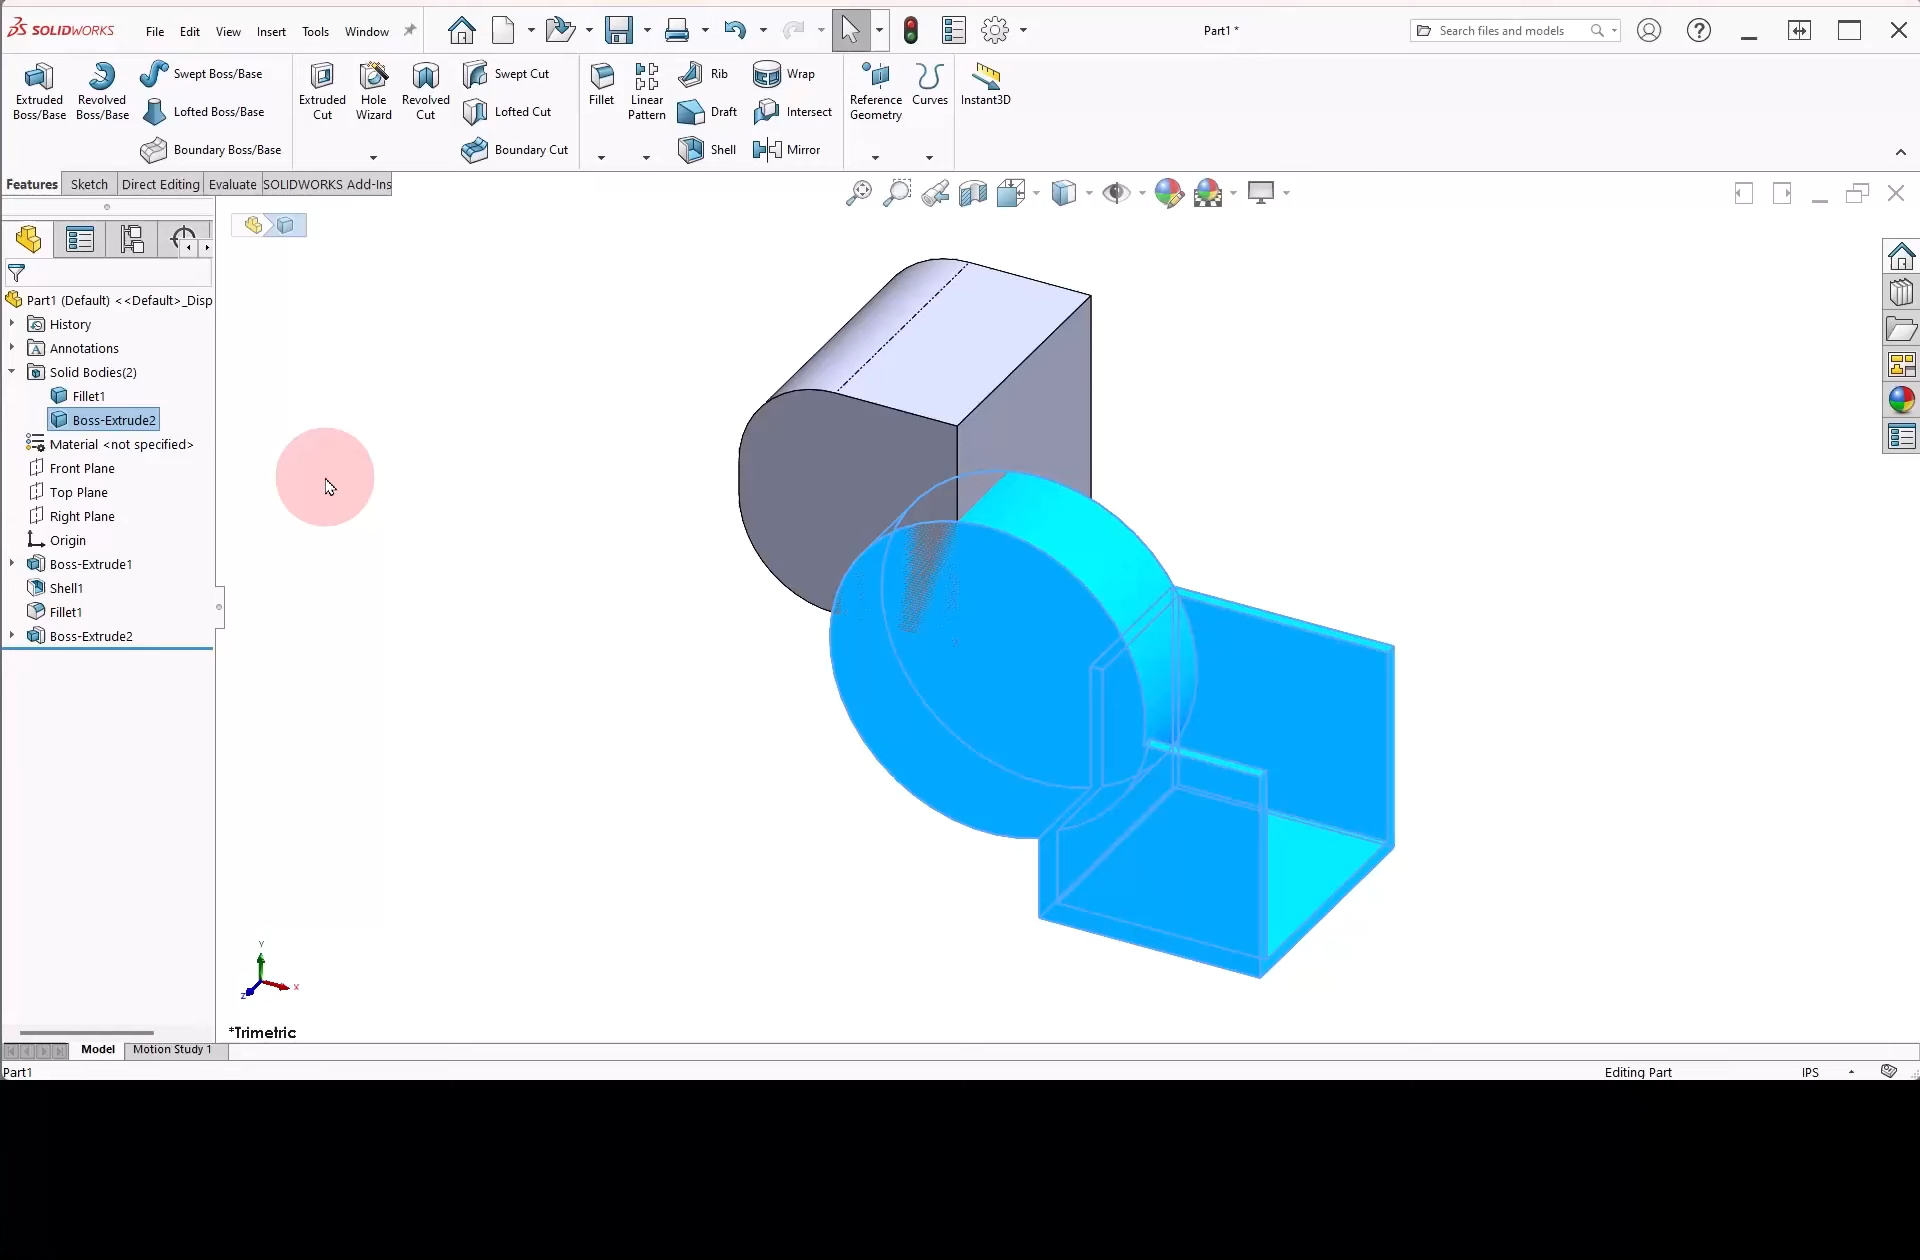 SOLIDWORKS File Edit View Insert Tools Window Part1 * Search files and models
Extruded Boss/Base
Revolved Boss/Base
Swept Boss/Base
Lofted Boss/Base
Boundary Boss/Base
Extruded Cut
Hole Wizard
Revolved Cut
Swept Cut
Lofted Cut
Boundary Cut
Fillet
Linear Pattern
Rib
Draft
Shell
Wrap
Intersect
Mirror
Reference Geometry
Curves
Instant3D
Features Sketch Direct Editing Evaluate SOLIDWORKS Add-Ins
Part1 (Default) <<Default>_Disp
History
Annotations
Solid Bodies(2)
Fillet1
Boss-Extrude2
Material <not specified>
Front Plane
Top Plane
Right Plane
Origin
Boss-Extrude1
Shell1
Fillet1
Boss-Extrude2
Y
X
Z
*Trimetric
Model Motion Study 1
Part1 Editing Part IPS